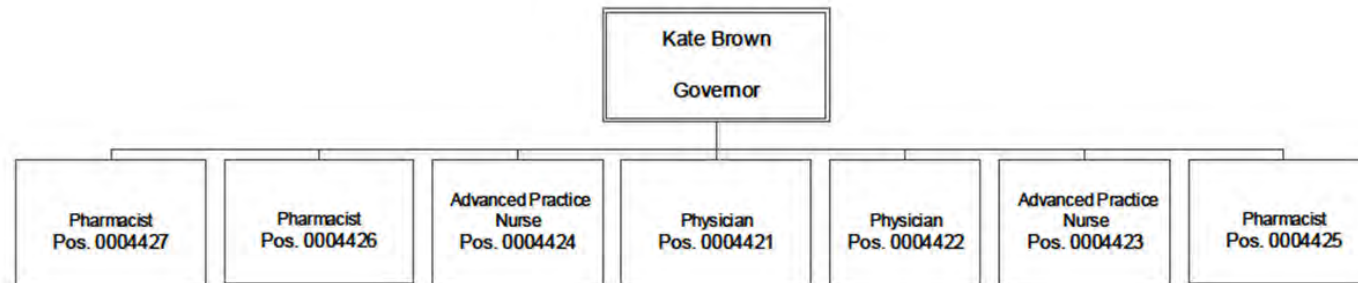 Kate Brown
Governor
Pharmacist
Pos. 0004427
Pharmacist
Pos. 0004426
Advanced Practice
Nurse
Pos. 0004424
Physician
Pos. 0004421
Physician
Pos. 0004422
Advanced Practice
Nurse
Pos. 0004423
Pharmacist
Pos. 0004425